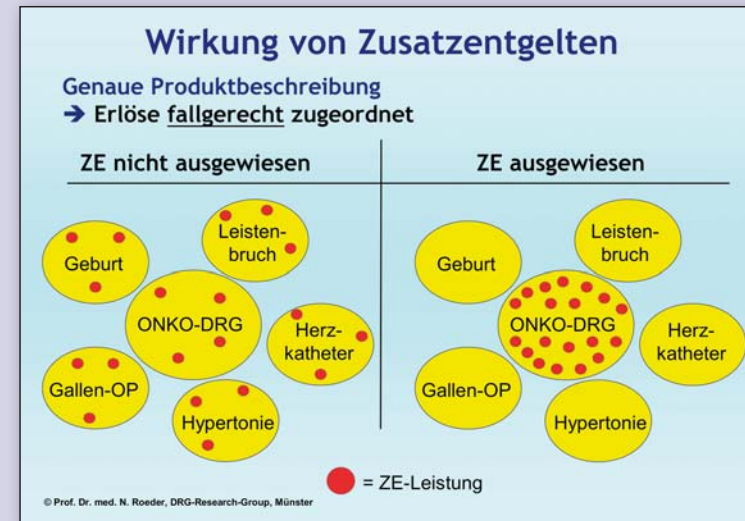 Wirkung von Zusatzentgelten
Genaue Produktbeschreibung
➔ Erlöse fallgerecht zugeordnet
ZE nicht ausgewiesen
ZE ausgewiesen
Geburt
Leisten-
bruch
ONKO-DRG
Herz-
katheter
Gallen-OP
Hypertonie
Geburt
Leisten-
bruch
ONKO-DRG
Herz-
katheter
Gallen-OP
Hypertonie
= ZE-Leistung
© Prof. Dr. med. N. Roeder, DRG-Research-Group, Münster